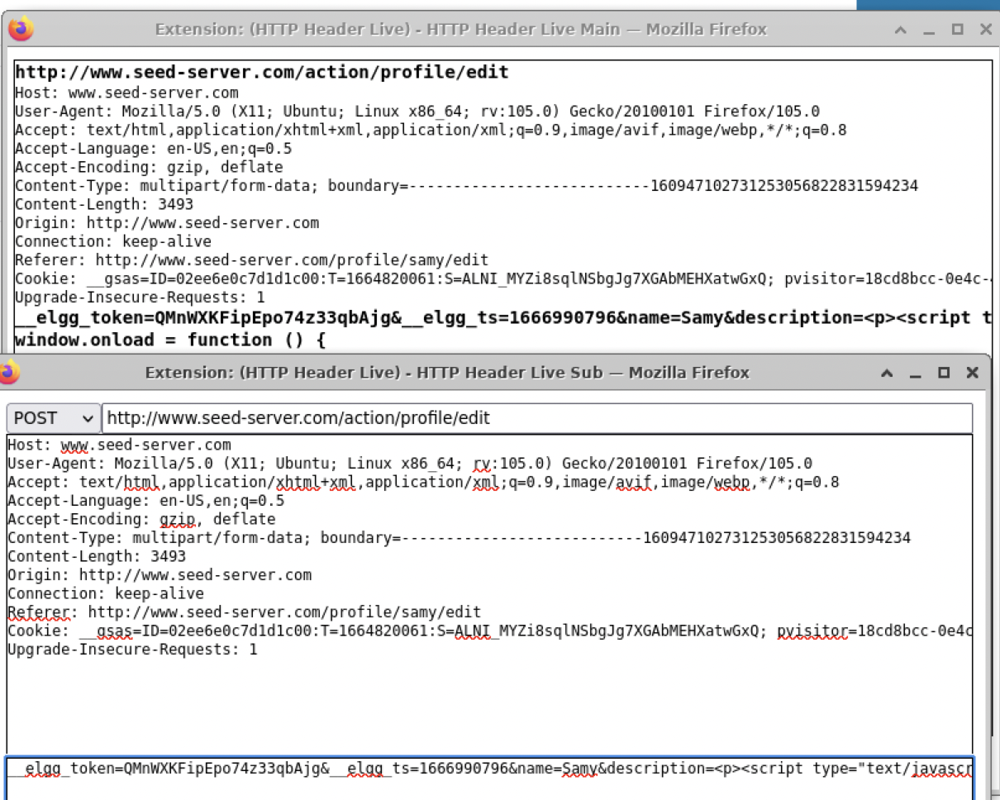 Extension: (HTTP Header Live) - HTTP Header Live Main — Mozilla Firefox
http://www.seed-server.com/action/profile/edit
Host: www.seed-server.com
User-Agent: Mozilla/5.0 (X11; Ubuntu; Linux x86_64; rv:105.0) Gecko/20100101 Firefox/105.0
Accept: text/html,application/xhtml+xml,application/xml;q=0.9,image/avif,image/webp,*/*;q=0.8
Accept-Language: en-US,en;q=0.5
Accept-Encoding: gzip, deflate
Content-Type: multipart/form-data; boundary=---------------------------160947102731253056822831594234
Content-Length: 3493
Origin: http://www.seed-server.com
Connection: keep-alive
Referer: http://www.seed-server.com/profile/samy/edit
Cookie: __gsas=ID=02ee6e0c7d1d1c00:T=1664820061:S=ALNI_MYZi8sqlNSbgJg7XGAbMEHXatwGxQ; pvisitor=18cd8bcc-0e4c-
Upgrade-Insecure-Requests: 1
__elgg_token=QMnWXKFipEpo74z33qbAjg&__elgg_ts=1666990796&name=Samy&description=<p><script t
window.onload = function () {
Extension: (HTTP Header Live) - HTTP Header Live Sub — Mozilla Firefox
POST http://www.seed-server.com/action/profile/edit
Host: www.seed-server.com
User-Agent: Mozilla/5.0 (X11; Ubuntu; Linux x86_64; rv:105.0) Gecko/20100101 Firefox/105.0
Accept: text/html,application/xhtml+xml,application/xml;q=0.9,image/avif,image/webp,*/*;q=0.8
Accept-Language: en-US,en;q=0.5
Accept-Encoding: gzip, deflate
Content-Type: multipart/form-data; boundary=---------------------------160947102731253056822831594234
Content-Length: 3493
Origin: http://www.seed-server.com
Connection: keep-alive
Referer: http://www.seed-server.com/profile/samy/edit
Cookie: __gsas=ID=02ee6e0c7d1d1c00:T=1664820061:S=ALNI_MYZi8sqlNSbgJg7XGAbMEHXatwGxQ; pvisitor=18cd8bcc-0e4c
Upgrade-Insecure-Requests: 1
__elgg_token=QMnWXKFipEpo74z33qbAjg&__elgg_ts=1666990796&name=Samy&description=<p><script type="text/javascr